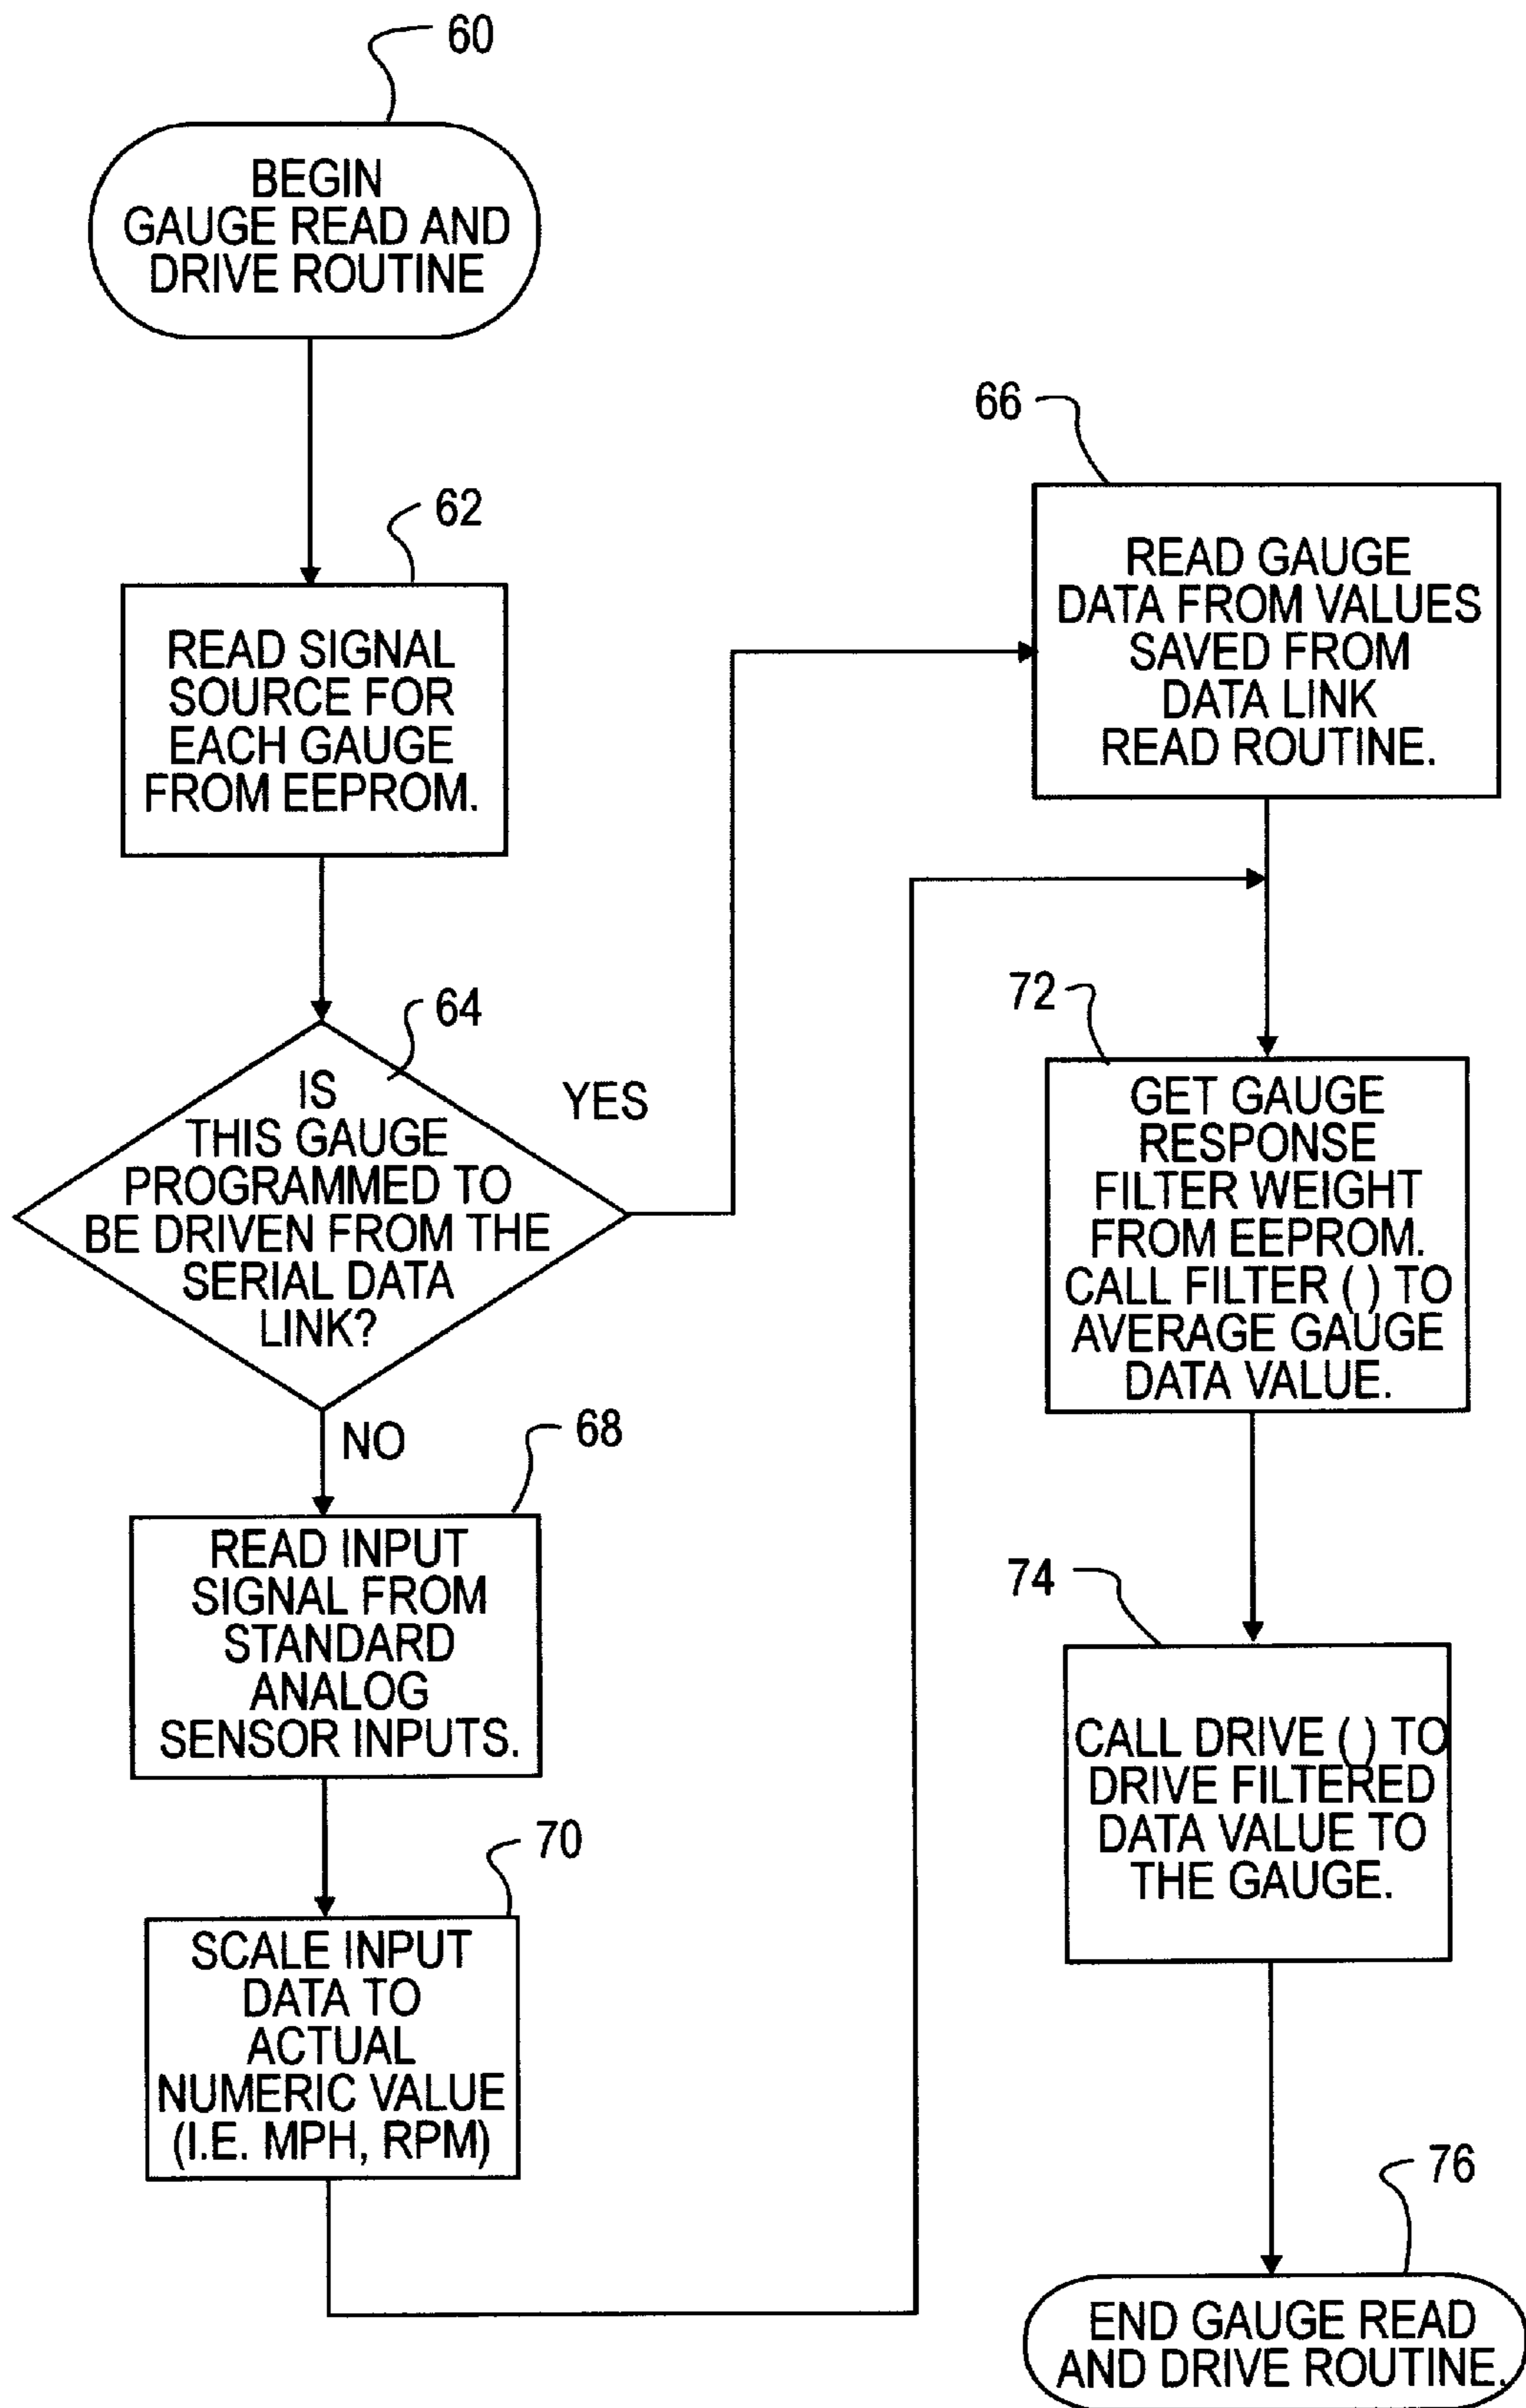 60
BEGIN
GAUGE READ AND
DRIVE ROUTINE
62
READ SIGNAL
SOURCE FOR
EACH GAUGE
FROM EEPROM.
64
IS
THIS GAUGE
PROGRAMMED TO
BE DRIVEN FROM THE
SERIAL DATA
LINK?
YES
NO
68
READ INPUT
SIGNAL FROM
STANDARD
ANALOG
SENSOR INPUTS.
70
SCALE INPUT
DATA TO
ACTUAL
NUMERIC VALUE
(I.E. MPH, RPM)
66
READ GAUGE
DATA FROM VALUES
SAVED FROM
DATA LINK
READ ROUTINE.
72
GET GAUGE
RESPONSE
FILTER WEIGHT
FROM EEPROM.
CALL FILTER ( ) TO
AVERAGE GAUGE
DATA VALUE.
74
CALL DRIVE ( ) TO
DRIVE FILTERED
DATA VALUE TO
THE GAUGE.
76
END GAUGE READ
AND DRIVE ROUTINE.